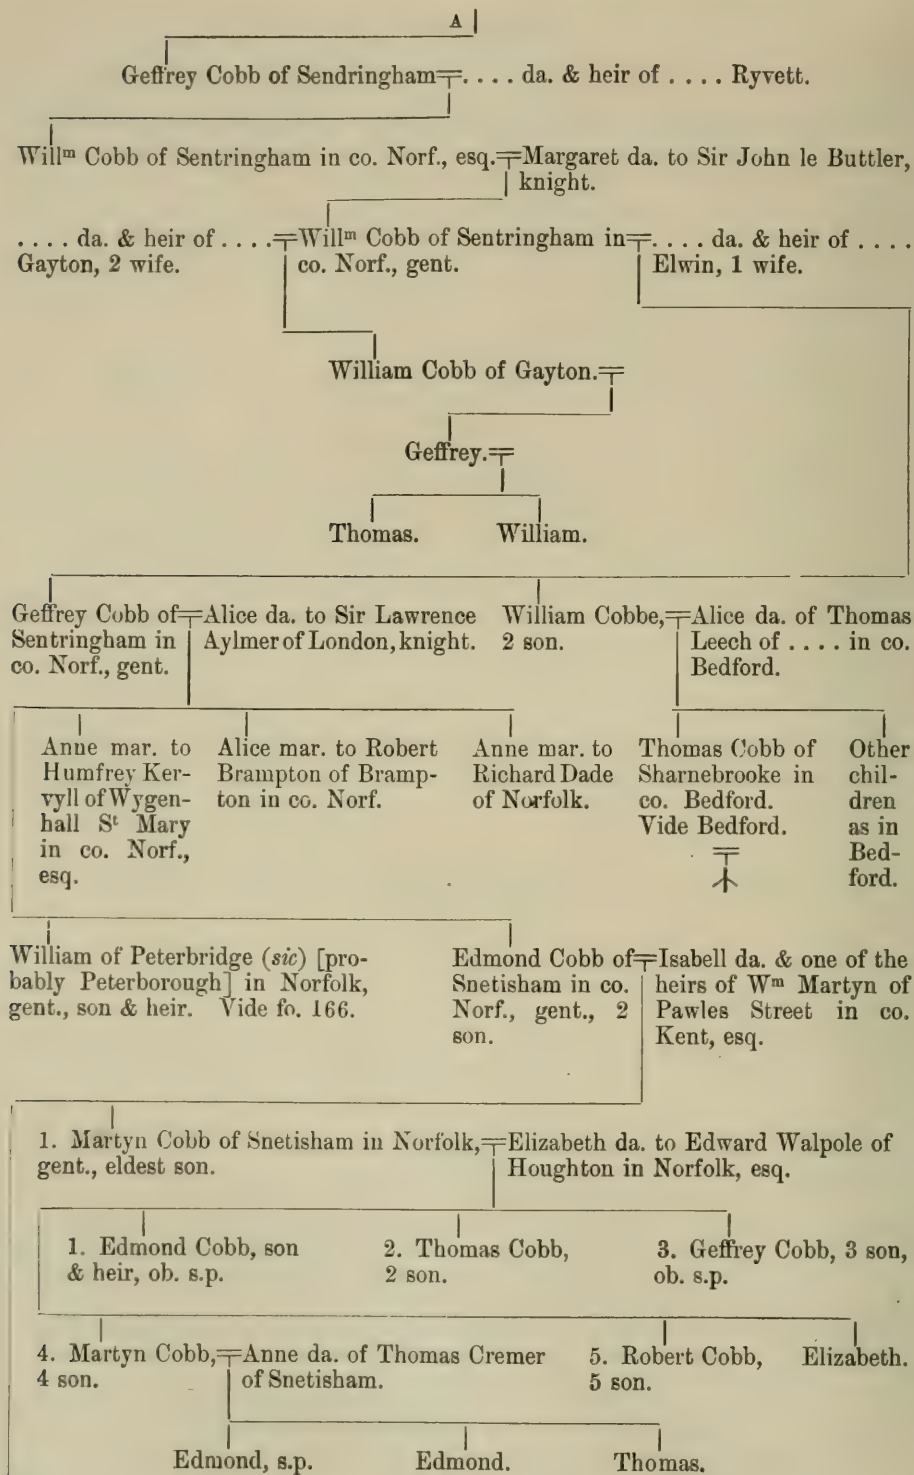 A
Geffrey Cobb of Sendringham=. . . . da. & heir of . . . . Ryvett.
Willᵐ Cobb of Sentringham in co. Norf., esq.=Margaret da. to Sir John le Buttler,
knight.
. . . . da. & heir of . . . .
Gayton, 2 wife.
=Willᵐ Cobb of Sentringham in
co. Norf., gent.
=. . . . da. & heir of . . . .
Elwin, 1 wife.
William Cobb of Gayton.=
Geffrey.=
Thomas.
William.
Geffrey Cobb of
Sentringham in
co. Norf., gent.
=Alice da. to Sir Lawrence
Aylmer of London, knight.
William Cobbe,
2 son.
=Alice da. of Thomas
Leech of . . . . in co.
Bedford.
Anne mar. to
Humfrey Ker-
vyll of Wygen-
hall Sᵗ Mary
in co. Norf.,
esq.
Alice mar. to Robert
Brampton of Bramp-
ton in co. Norf.
Anne mar. to
Richard Dade
of Norfolk.
Thomas Cobb of
Sharnebrooke in
co. Bedford.
Vide Bedford.
Other
chil-
dren
as in
Bed-
ford.
William of Peterbridge (sic) [pro-
bably Peterborough] in Norfolk,
gent., son & heir. Vide fo. 166.
Edmond Cobb of
Snetisham in co.
Norf., gent., 2
son.
=Isabell da. & one of the
heirs of Wᵐ Martyn of
Pawles Street in co.
Kent, esq.
1. Martyn Cobb of Snetisham in Norfolk,
gent., eldest son.
=Elizabeth da. to Edward Walpole of
Houghton in Norfolk, esq.
1. Edmond Cobb, son
& heir, ob. s.p.
2. Thomas Cobb,
2 son.
3. Geffrey Cobb, 3 son,
ob. s.p.
4. Martyn Cobb,
4 son.
=Anne da. of Thomas Cremer
of Snetisham.
5. Robert Cobb,
5 son.
Elizabeth.
Edmond, s.p.
Edmond.
Thomas.